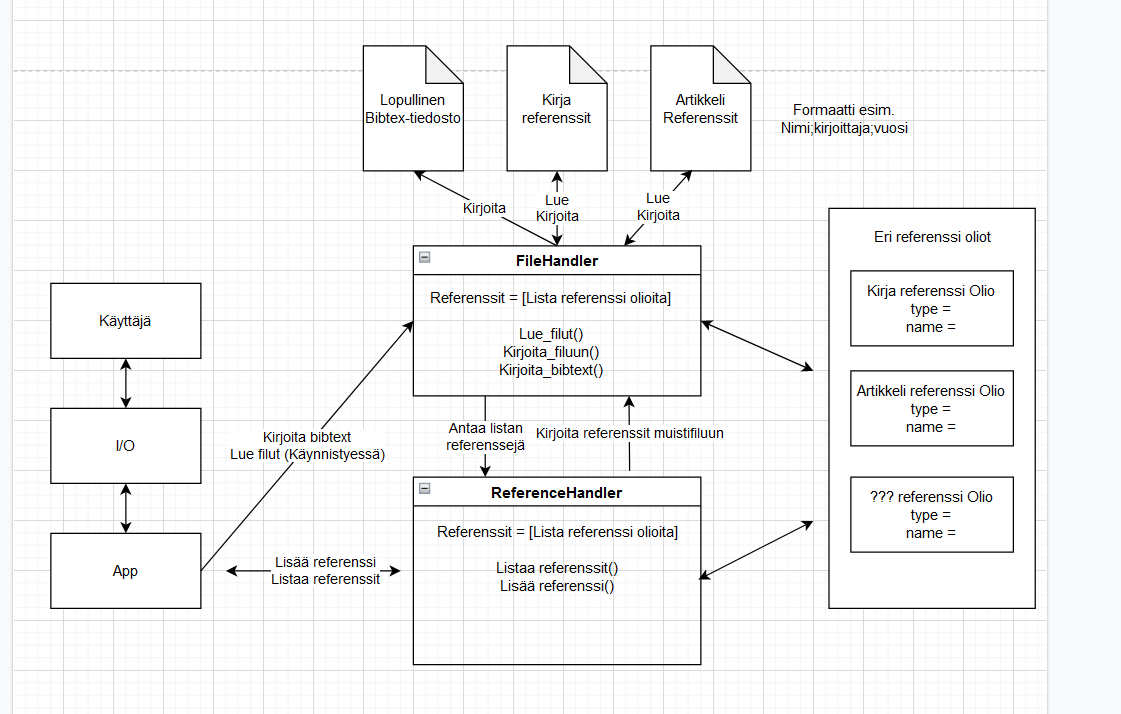 Lopullinen
Bibtex-tiedosto
Kirja
referenssit
Artikkeli
Referenssit
Formaatti esim.
Nimi;kirjoittaja;vuosi
Kirjoita
Lue
Kirjoita
Lue
Kirjoita
Eri referenssi oliot
Kirja referenssi Olio
type =
name =
Artikkeli referenssi Olio
type =
name =
??? referenssi Olio
type =
name =
FileHandler
Referenssit = [Lista referenssi olioita]
Lue_filut()
Kirjoita_filuun()
Kirjoita_bibtext()
Käyttäjä
I/O
App
Kirjoita bibtext
Lue filut (Käynnistyessä)
Antaa listan
referenssejä
Kirjoita referenssit muistifiluun
ReferenceHandler
Referenssit = [Lista referenssi olioita]
Listaa referenssit()
Lisää referenssi()
Lisää referenssi
Listaa referenssit